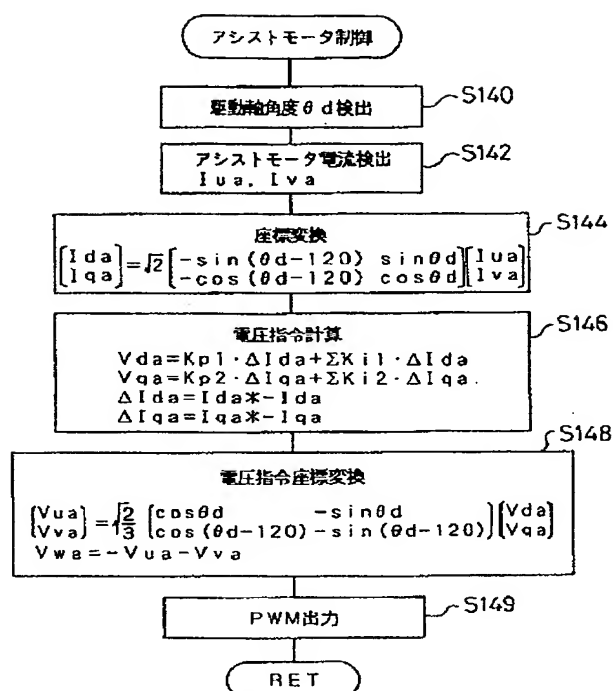 アシストモータ制御
駆動軸角度θd検出
S140
アシストモータ電流検出
Iua, Iva
S142
座標変換
S144
[Ida] = √2 [-sin(θd-120) sinθd] [Iua]
[Iqa] [-cos(θd-120) cosθd] [Iva]
電圧指令計算
S146
Vda=Kp1·ΔIda+ΣKi1·ΔIda
Vqa=Kp2·ΔIqa+ΣKi2·ΔIqa.
ΔIda=Ida*-Ida
ΔIqa=Iqa*-Iqa
S148
電圧指令座標変換
[Vua] = √2/3 [cosθd -sinθd] [Vda]
[Vva] [cos(θd-120) -sin(θd-120)] [Vqa]
Vwa=-Vua-Vva
PWM出力
S149
RET